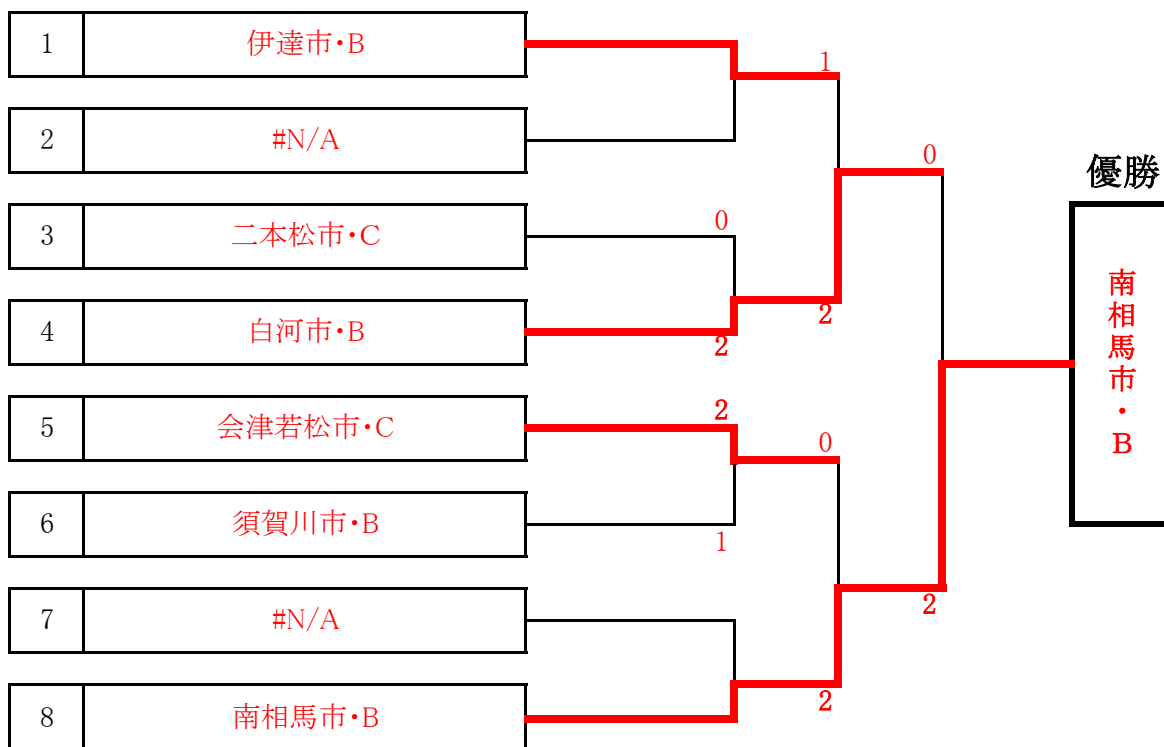 1 伊達市・B
1
2 #N/A
0
優勝
3 二本松市・C
0
4 白河市・B
2
2
南相馬市・B
5 会津若松市・C
2
0
6 須賀川市・B
1
7 #N/A
2
8 南相馬市・B
2